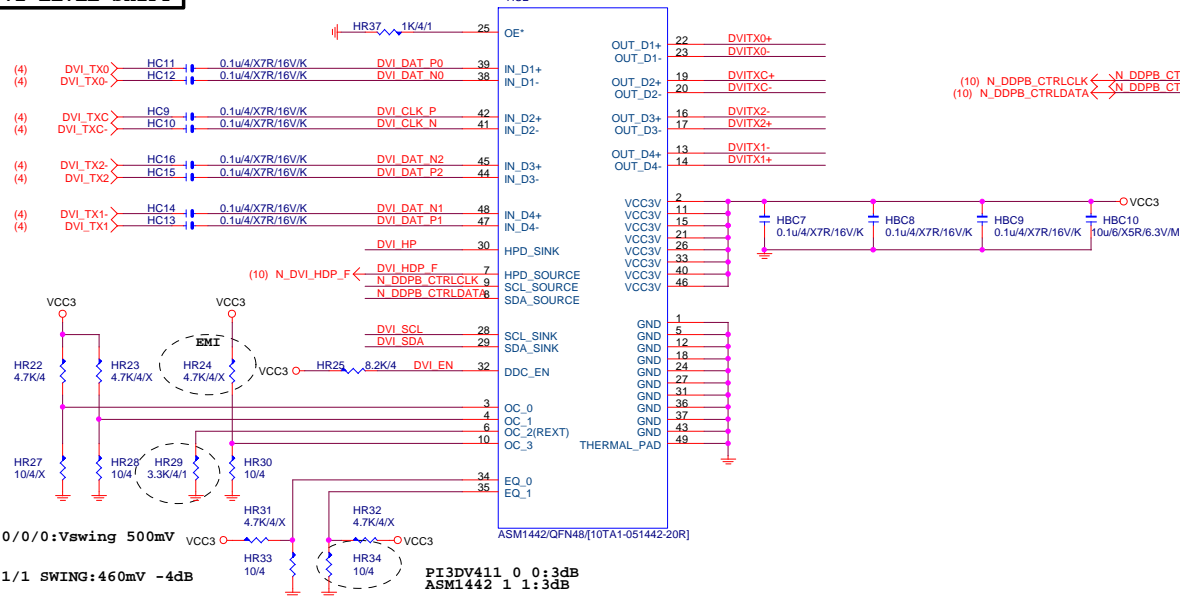 HR37 1K/4/1 25 OE*
OUT_D1+ 22 DVITX0+
OUT_D1- 23 DVITX0-
(4) DVI_TX0 HC11 0.1u/4/X7R/16V/K DVI_DAT_P0 39 IN_D1+
(4) DVI_TX0- HC12 0.1u/4/X7R/16V/K DVI_DAT_N0 38 IN_D1-
OUT_D2+ 19 DVITXC+
OUT_D2- 20 DVITXC-
(10) N_DDPB_CTRLCLK N_DDPB_CT
(10) N_DDPB_CTRLDATA N_DDPB_CT
(4) DVI_TXC HC9 0.1u/4/X7R/16V/K DVI_CLK_P 42 IN_D2+
(4) DVI_TXC- HC10 0.1u/4/X7R/16V/K DVI_CLK_N 41 IN_D2-
OUT_D3+ 16 DVITX2-
OUT_D3- 17 DVITX2+
(4) DVI_TX2- HC16 0.1u/4/X7R/16V/K DVI_DAT_N2 45 IN_D3+
(4) DVI_TX2 HC15 0.1u/4/X7R/16V/K DVI_DAT_P2 44 IN_D3-
OUT_D4+ 13 DVITX1-
OUT_D4- 14 DVITX1+
(4) DVI_TX1- HC14 0.1u/4/X7R/16V/K DVI_DAT_N1 48 IN_D4+
(4) DVI_TX1 HC13 0.1u/4/X7R/16V/K DVI_DAT_P1 47 IN_D4-
VCC3V 2 VCC3
VCC3V 11
VCC3V 15
VCC3V 21
VCC3V 26
VCC3V 33
VCC3V 40
VCC3V 46
HBC7 HBC8 HBC9 HBC10
0.1u/4/X7R/16V/K 0.1u/4/X7R/16V/K 0.1u/4/X7R/16V/K 10u/6/X5R/6.3V/M
DVI_HP 30 HPD_SINK
(10) N_DVI_HDP_F DVI_HDP_F 7 HPD_SOURCE
N_DDPB_CTRLCLK 9 SCL_SOURCE
N_DDPB_CTRLDATA 8 SDA_SOURCE
VCC3 VCC3
GND 1
GND 5
GND 12
GND 18
GND 24
GND 27
GND 31
GND 36
GND 37
GND 43
THERMAL_PAD 49
DVI_SCL 28 SCL_SINK
DVI_SDA 29 SDA_SINK
EMI
HR22 4.7K/4
HR23 4.7K/4/X
HR24 4.7K/4/X
VCC3 HR25 8.2K/4 DVI_EN 32 DDC_EN
3 OC_0
4 OC_1
6 OC_2(REXT)
10 OC_3
HR27 10/4/X
HR28 10/4
HR29 3.3K/4/1
HR30 10/4
34 EQ_0
35 EQ_1
HR31 4.7K/4/X
HR32 4.7K/4/X
0/0/0:Vswing 500mV VCC3 VCC3
ASM1442/QFN48/[10TA1-051442-20R]
HR33 10/4
HR34 10/4
1/1 SWING:460mV -4dB
PI3DV411 0 0:3dB
ASM1442 1 1:3dB